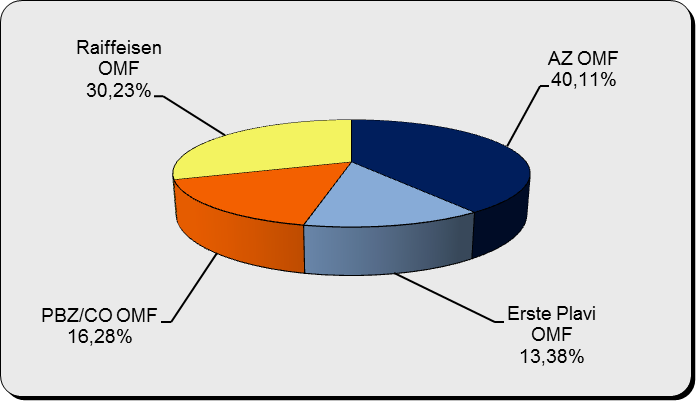 Raiffeisen
OMF
30,23%
AZ OMF
40,11%
PBZ/CO OMF
16,28%
Erste Plavi
OMF
13,38%